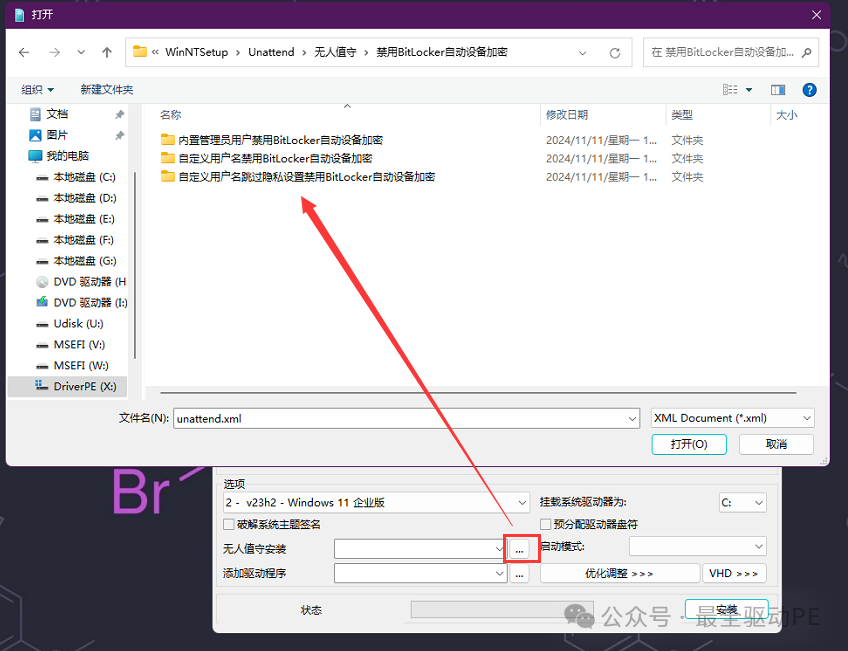 打开
« WinNTSetup › Unattend › 无人值守 › 禁用BitLocker自动设备加密
在 禁用BitLocker自动设备加...
组织 新建文件夹
名称 修改日期 类型 大小
文档
图片
我的电脑
本地磁盘 (C:)
本地磁盘 (D:)
本地磁盘 (E:)
本地磁盘 (F:)
本地磁盘 (G:)
DVD 驱动器 (H
DVD 驱动器 (I:)
Udisk (U:)
MSEFI (V:)
MSEFI (W:)
DriverPE (X:)
内置管理员用户禁用BitLocker自动设备加密 2024/11/11/星期一 1... 文件夹
自定义用户名禁用BitLocker自动设备加密 2024/11/11/星期一 1... 文件夹
自定义用户名跳过隐私设置禁用BitLocker自动设备加密 2024/11/11/星期一 1... 文件夹
文件名(N): unattend.xml XML Document (*.xml)
打开(O) 取消
Br
选项
2 - v23h2 - Windows 11 企业版 挂载系统驱动器为: C:
破解系统主题签名 预分配驱动器盘符
无人值守安装 ... 启动模式:
添加驱动程序 ... 优化调整 >>> VHD >>>
状态 安装
公众号 · 最全驱动PE